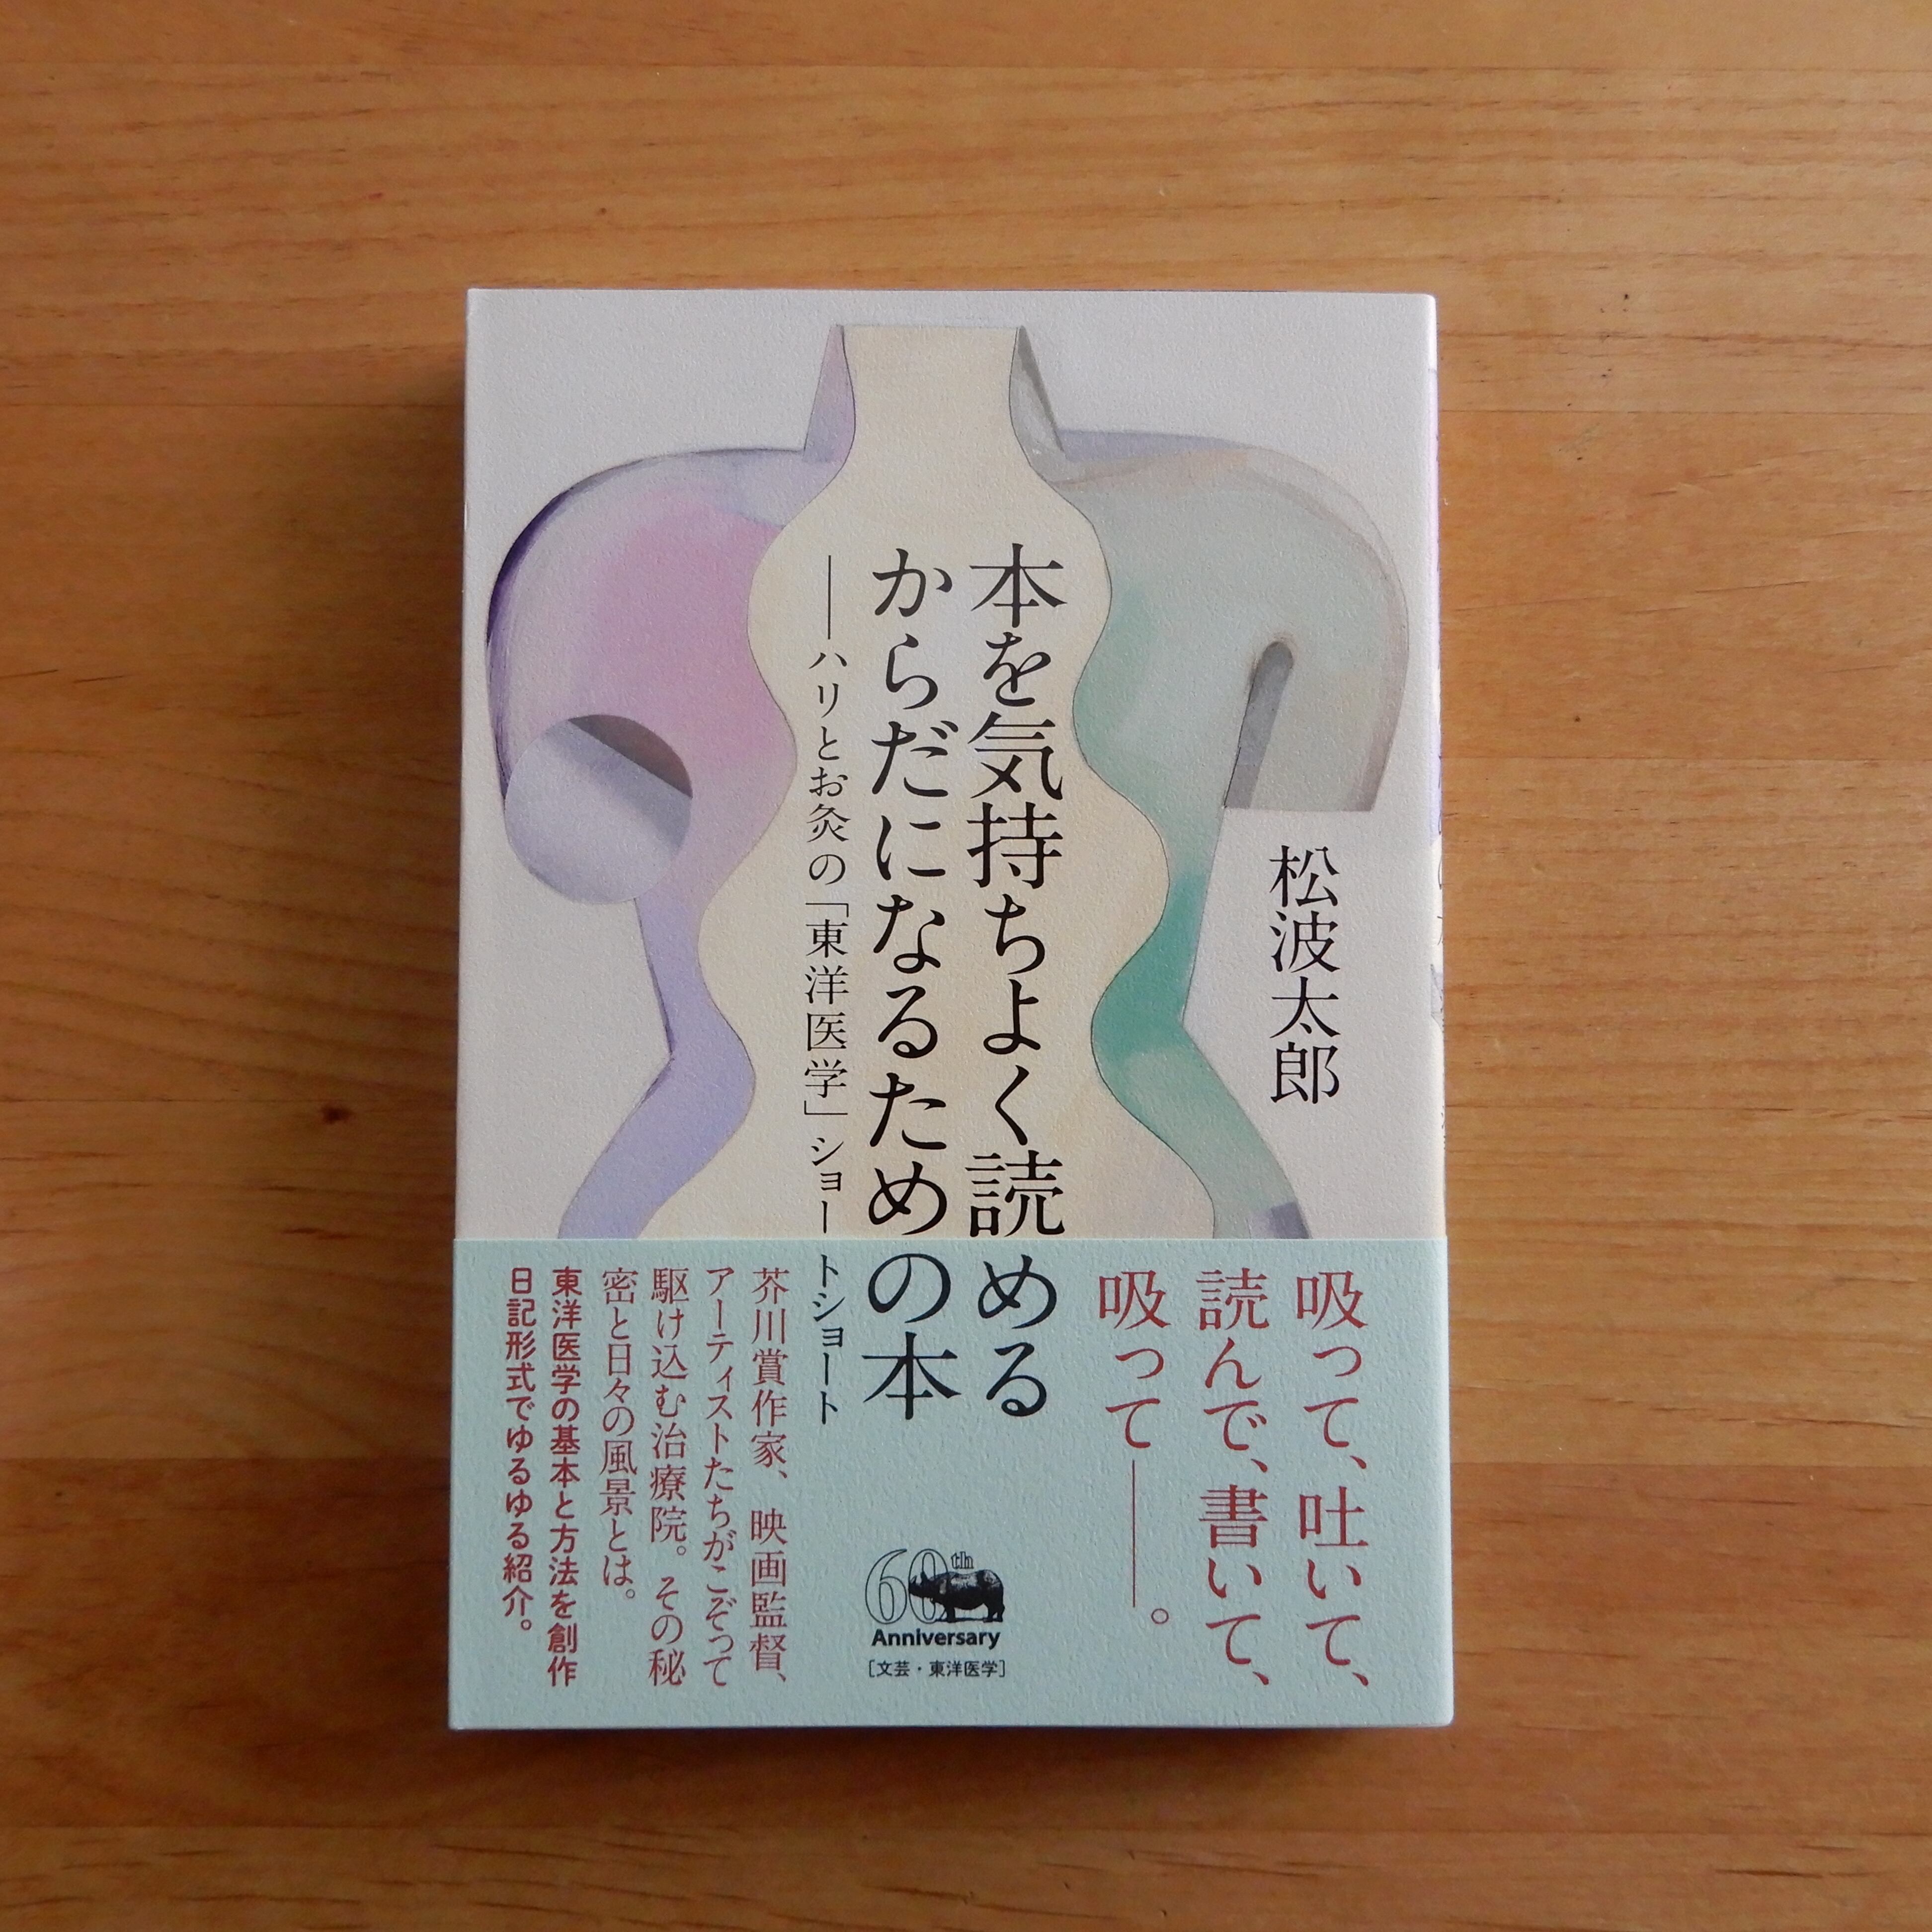 本を気持ちよく読める
からだになるための本
——ハリとお灸の「東洋医学」ショートショート
松波太郎
吸って、吐いて、
読んで、書いて、
吸って——。
60th
Anniversary
［文芸・東洋医学］
芥川賞作家、映画監督、
アーティストたちがこぞって
駆け込む治療院。その秘
密と日々の風景とは。
東洋医学の基本と方法を創作
日記形式でゆるゆる紹介。